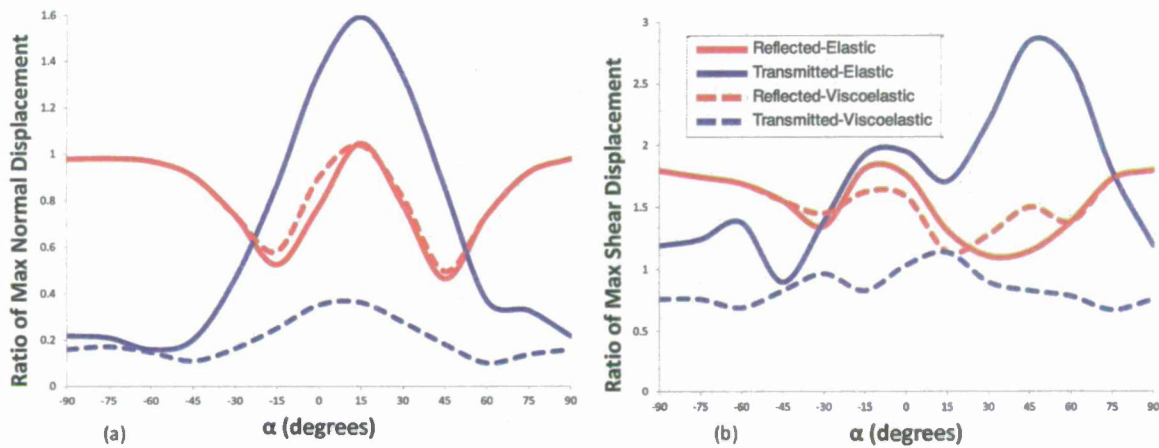 Ratio of Max Normal Displacement
1.6
1.4
1.2
1
0.8
0.6
0.4
0.2
0
-90 -75 -60 -45 -30 -15 0 15 30 45 60 75 90
(a)
α (degrees)
Ratio of Max Shear Displacement
3
2.5
2
1.5
1
0.5
0
Reflected-Elastic
Transmitted-Elastic
Reflected-Viscoelastic
Transmitted-Viscoelastic
-90 -75 -60 -45 -30 -15 0 15 30 45 60 75 90
(b)
α (degrees)